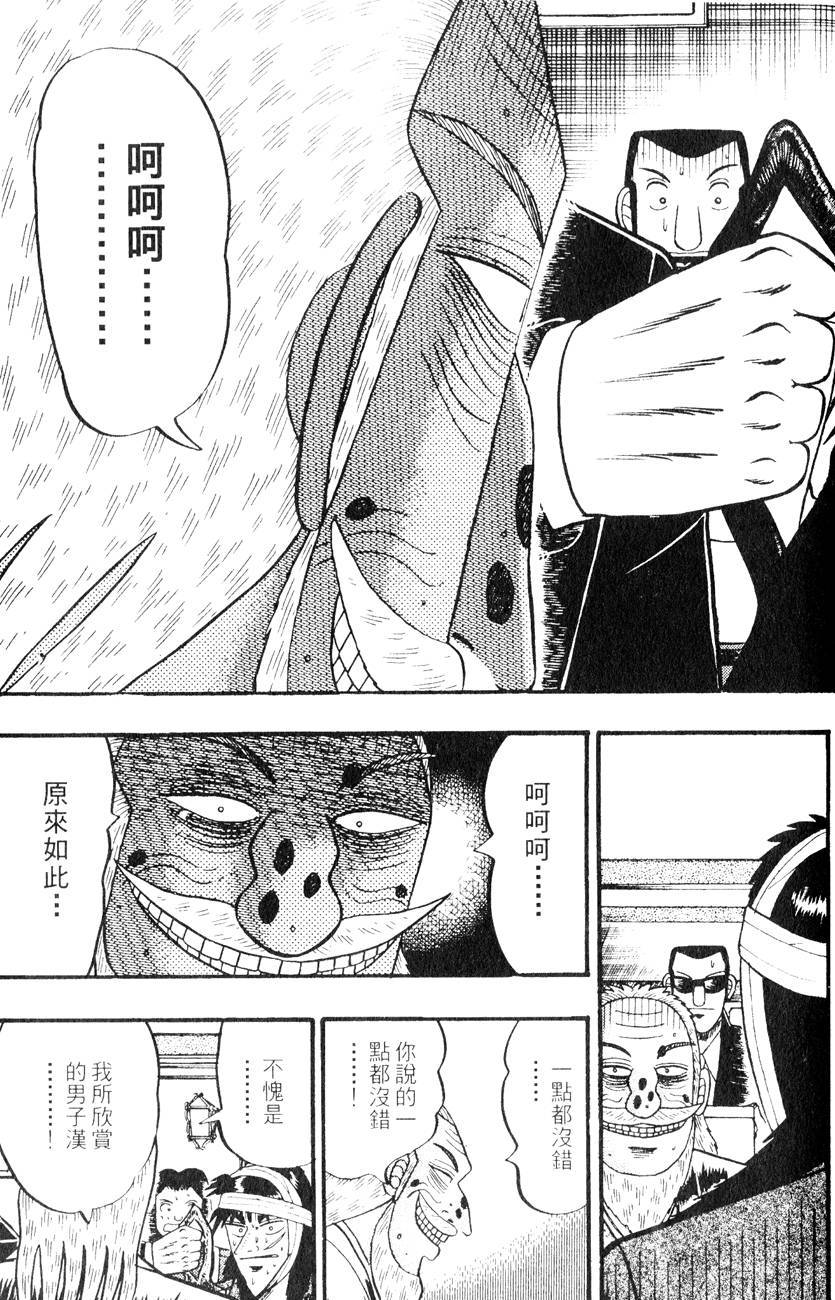 呵呵呵……
……………
呵呵呵……
原來如此…
一點都沒錯
……
你說的一
點都沒錯
……！
不愧是
……
我所欣賞
的男子漢
……！